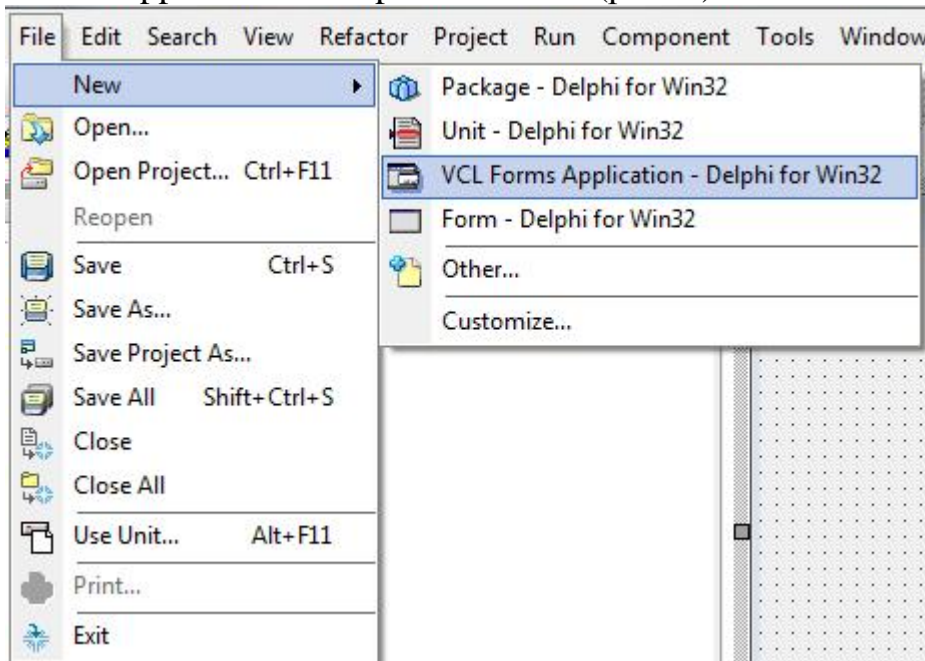 File Edit Search View Refactor Project Run Component Tools Window
New
Open...
Open Project... Ctrl+F11
Reopen
Save Ctrl+S
Save As...
Save Project As...
Save All Shift+Ctrl+S
Close
Close All
Use Unit... Alt+F11
Print...
Exit
Package - Delphi for Win32
Unit - Delphi for Win32
VCL Forms Application - Delphi for Win32
Form - Delphi for Win32
Other...
Customize...